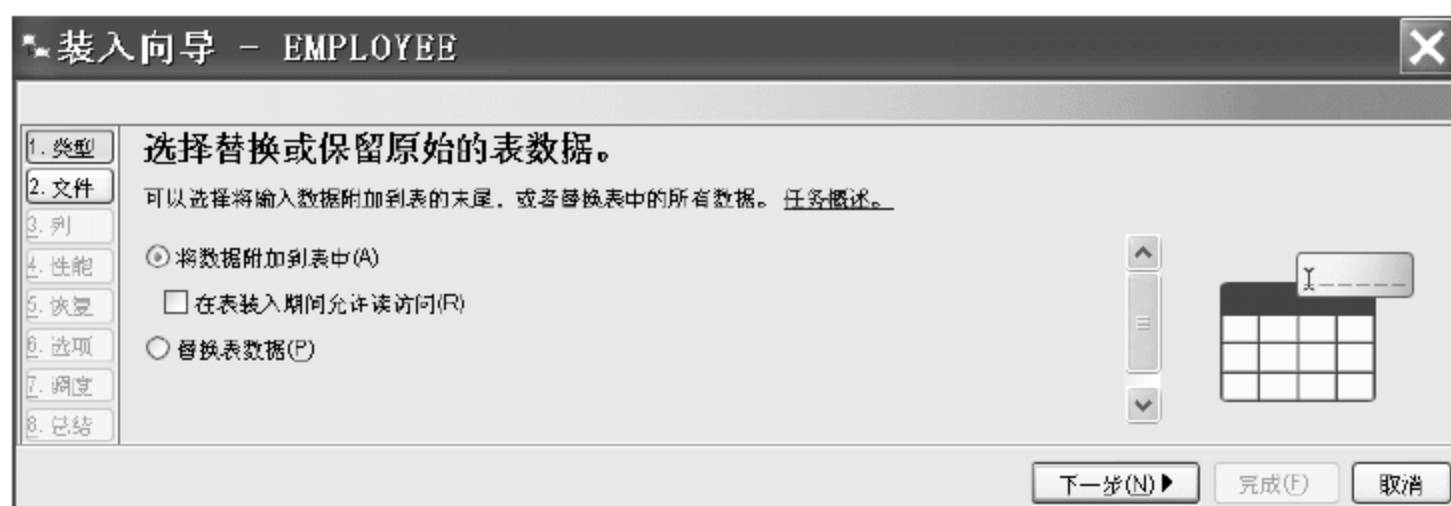 装入向导 - EMPLOYEE
1. 类型
2. 文件
3. 列
4. 性能
5. 恢复
6. 选项
7. 调度
8. 总结
选择替换或保留原始的表数据。
可以选择将输入数据附加到表的末尾，或者替换表中的所有数据。 任务概述。
将数据附加到表中(A)
在表装入期间允许读访问(R)
替换表数据(P)
下一步(N)
完成(F)
取消